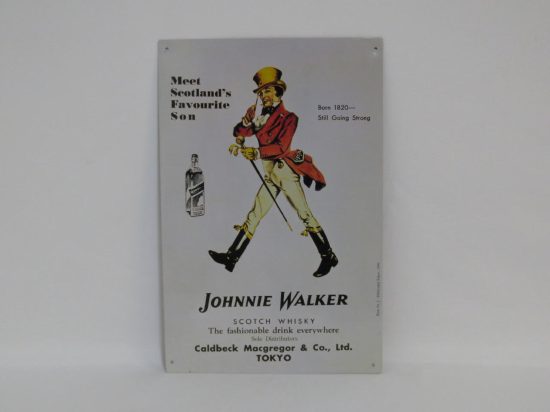 Meet
Scotland's
Favourite
Son
Born 1820—
Still Going Strong
JOHNNIE WALKER
SCOTCH WHISKY
The fashionable drink everywhere
Sole Distributors
Caldbeck Macgregor & Co., Ltd.
TOKYO